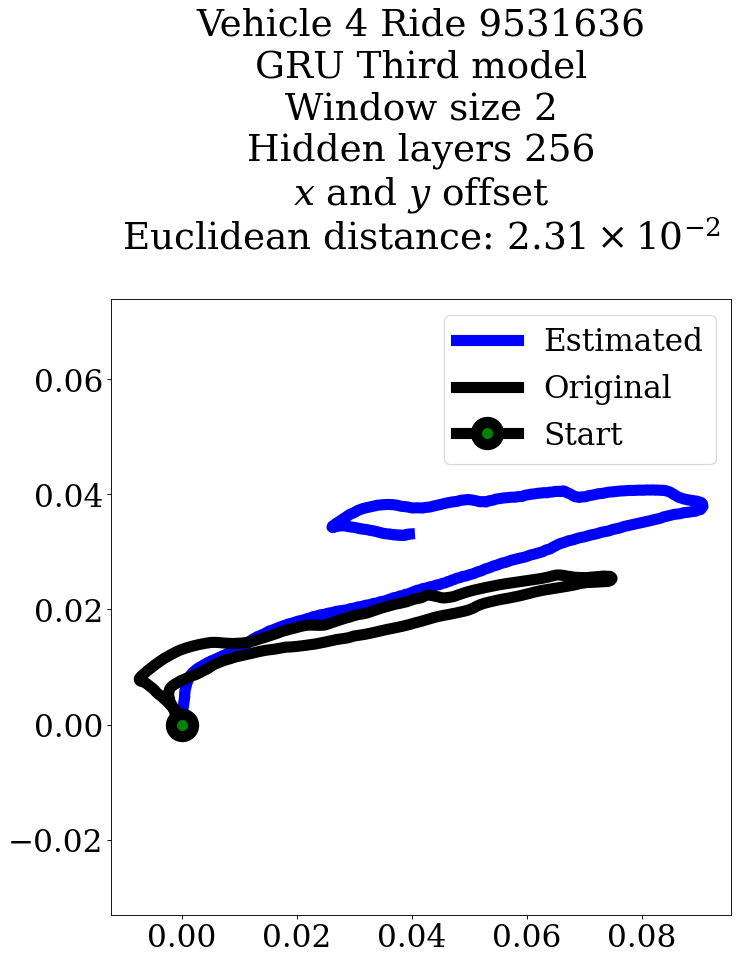 Vehicle 4 Ride 9531636
GRU Third model
Window size 2
Hidden layers 256
x and y offset
Euclidean distance: 2.31 × 10⁻²
Estimated
Original
Start
0.06
0.04
0.02
0.00
−0.02
0.00 0.02 0.04 0.06 0.08